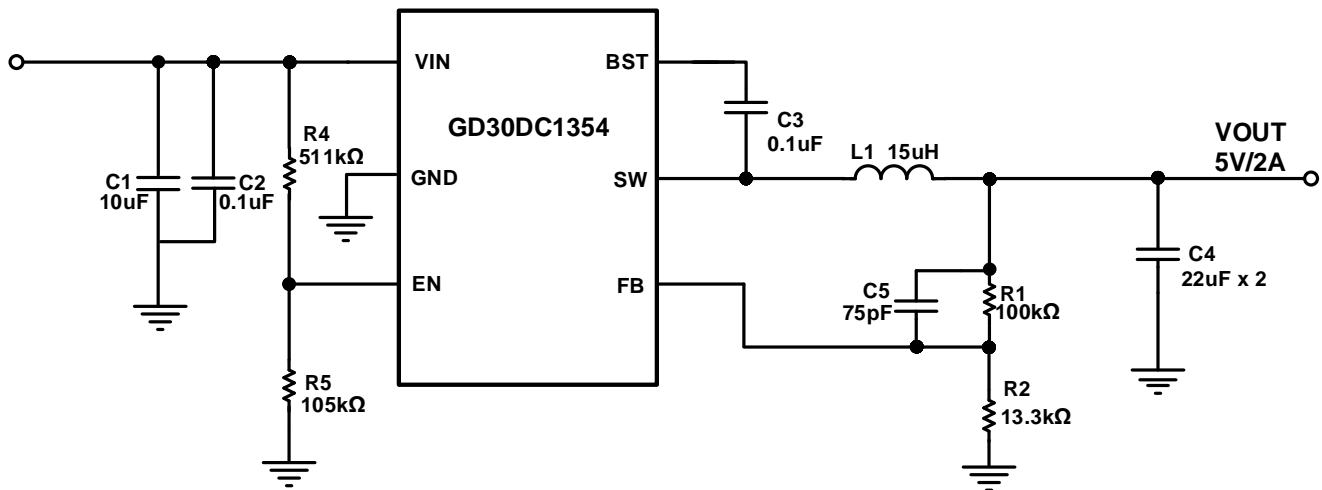 VIN
BST
GD30DC1354
C3
0.1uF
VOUT
5V/2A
R4
511kΩ
L1 15uH
GND
SW
C1
10uF
C2
0.1uF
EN
FB
C5
75pF
R1
100kΩ
C4
22uF x 2
R5
105kΩ
R2
13.3kΩ